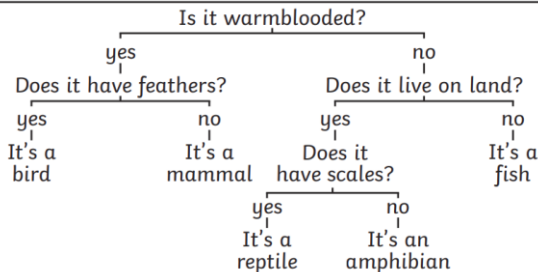 Is it warmblooded?
yes no
Does it have feathers? Does it live on land?
yes no yes no
It's a It's a Does it It's a
bird mammal have scales? fish
yes no
It's a It's an
reptile amphibian